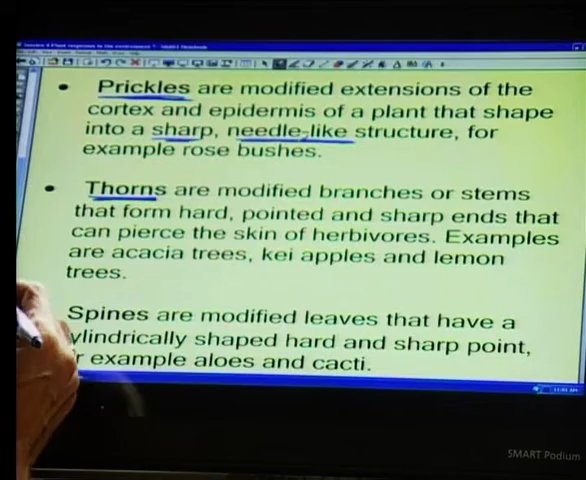 Prickles are modified extensions of the
cortex and epidermis of a plant that shape
into a sharp, needle-like structure, for
example rose bushes.
Thorns are modified branches or stems
that form hard, pointed and sharp ends that
can pierce the skin of herbivores. Examples
are acacia trees, kei apples and lemon
trees.
Spines are modified leaves that have a
ylindrically shaped hard and sharp point,
r example aloes and cacti.
SMART Podium